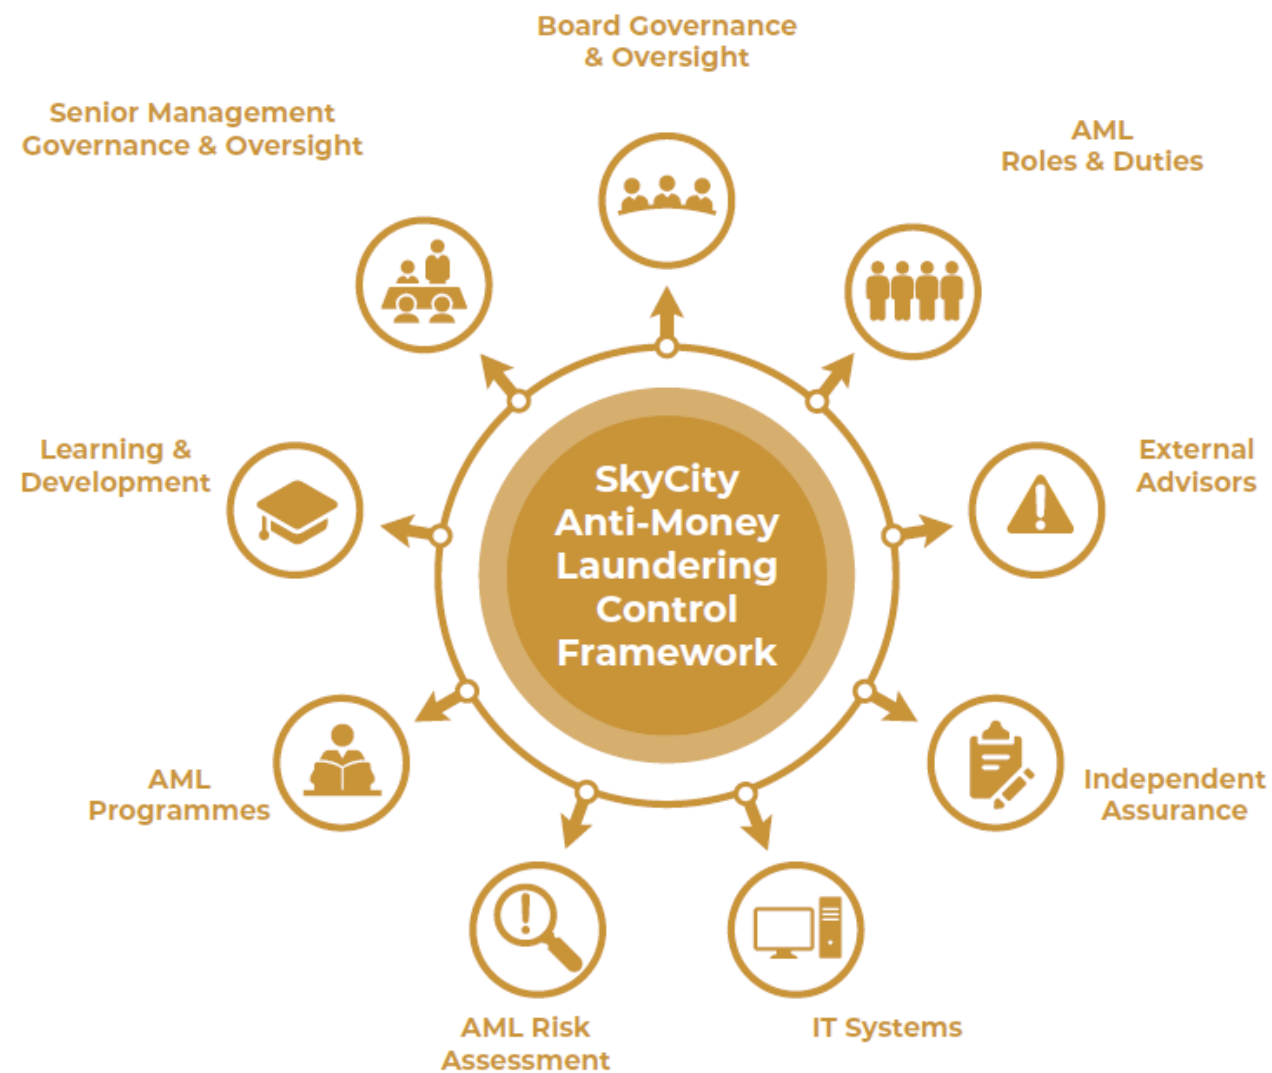 Board Governance
& Oversight
Senior Management
Governance & Oversight
AML
Roles & Duties
Learning &
Development
External
Advisors
SkyCity
Anti-Money
Laundering
Control
Framework
AML
Programmes
Independent
Assurance
AML Risk
Assessment
IT Systems